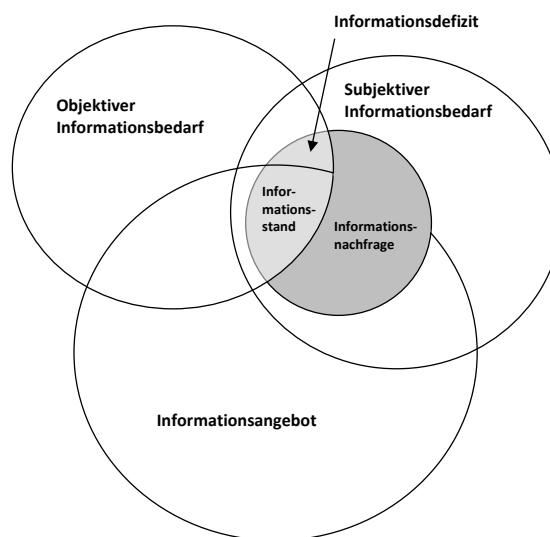 Informationsdefizit
Objektiver
Informationsbedarf
Subjektiver
Informationsbedarf
Infor-
mations-
stand
Informations-
nachfrage
Informationsangebot